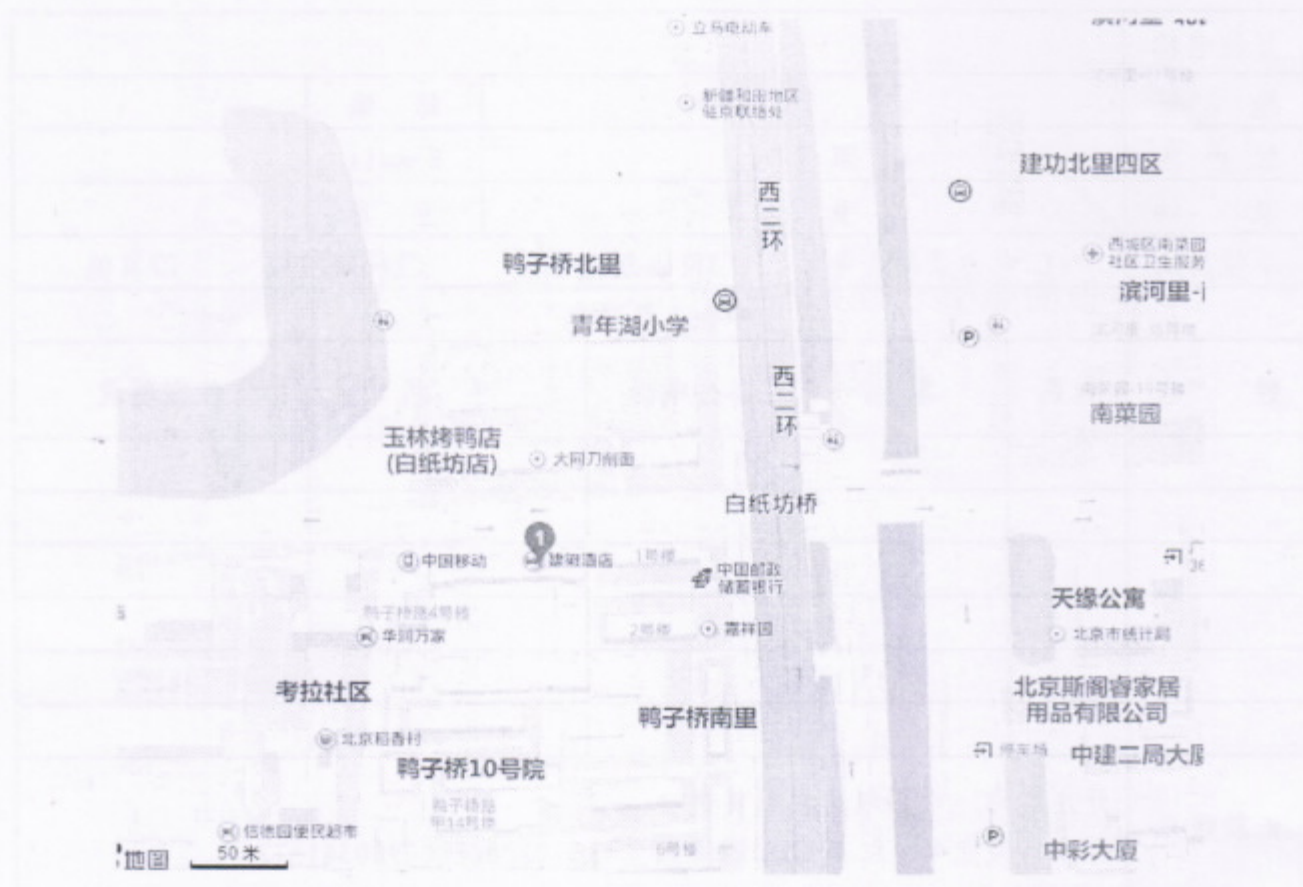 立马电动车
新疆和田地区
驻京联络处
建功北里四区
西二环
西城区南菜园
社区卫生服务
鸭子桥北里
滨河里-i
青年湖小学
P
西二环
南菜园
玉林烤鸭店
(白纸坊店)
大同刀削面
白纸坊桥
1
中国移动
建银酒店
1号楼
中国邮政
储蓄银行
天缘公寓
鸭子桥路4号楼
华润万家
2号楼
嘉祥园
北京市统计局
考拉社区
北京斯阁睿家居
用品有限公司
鸭子桥南里
北京稻香村
停车场
中建二局大厦
鸭子桥10号院
鸭子桥路
甲14号楼
信德园便民超市
P
地图
50 米
6号楼
中彩大厦